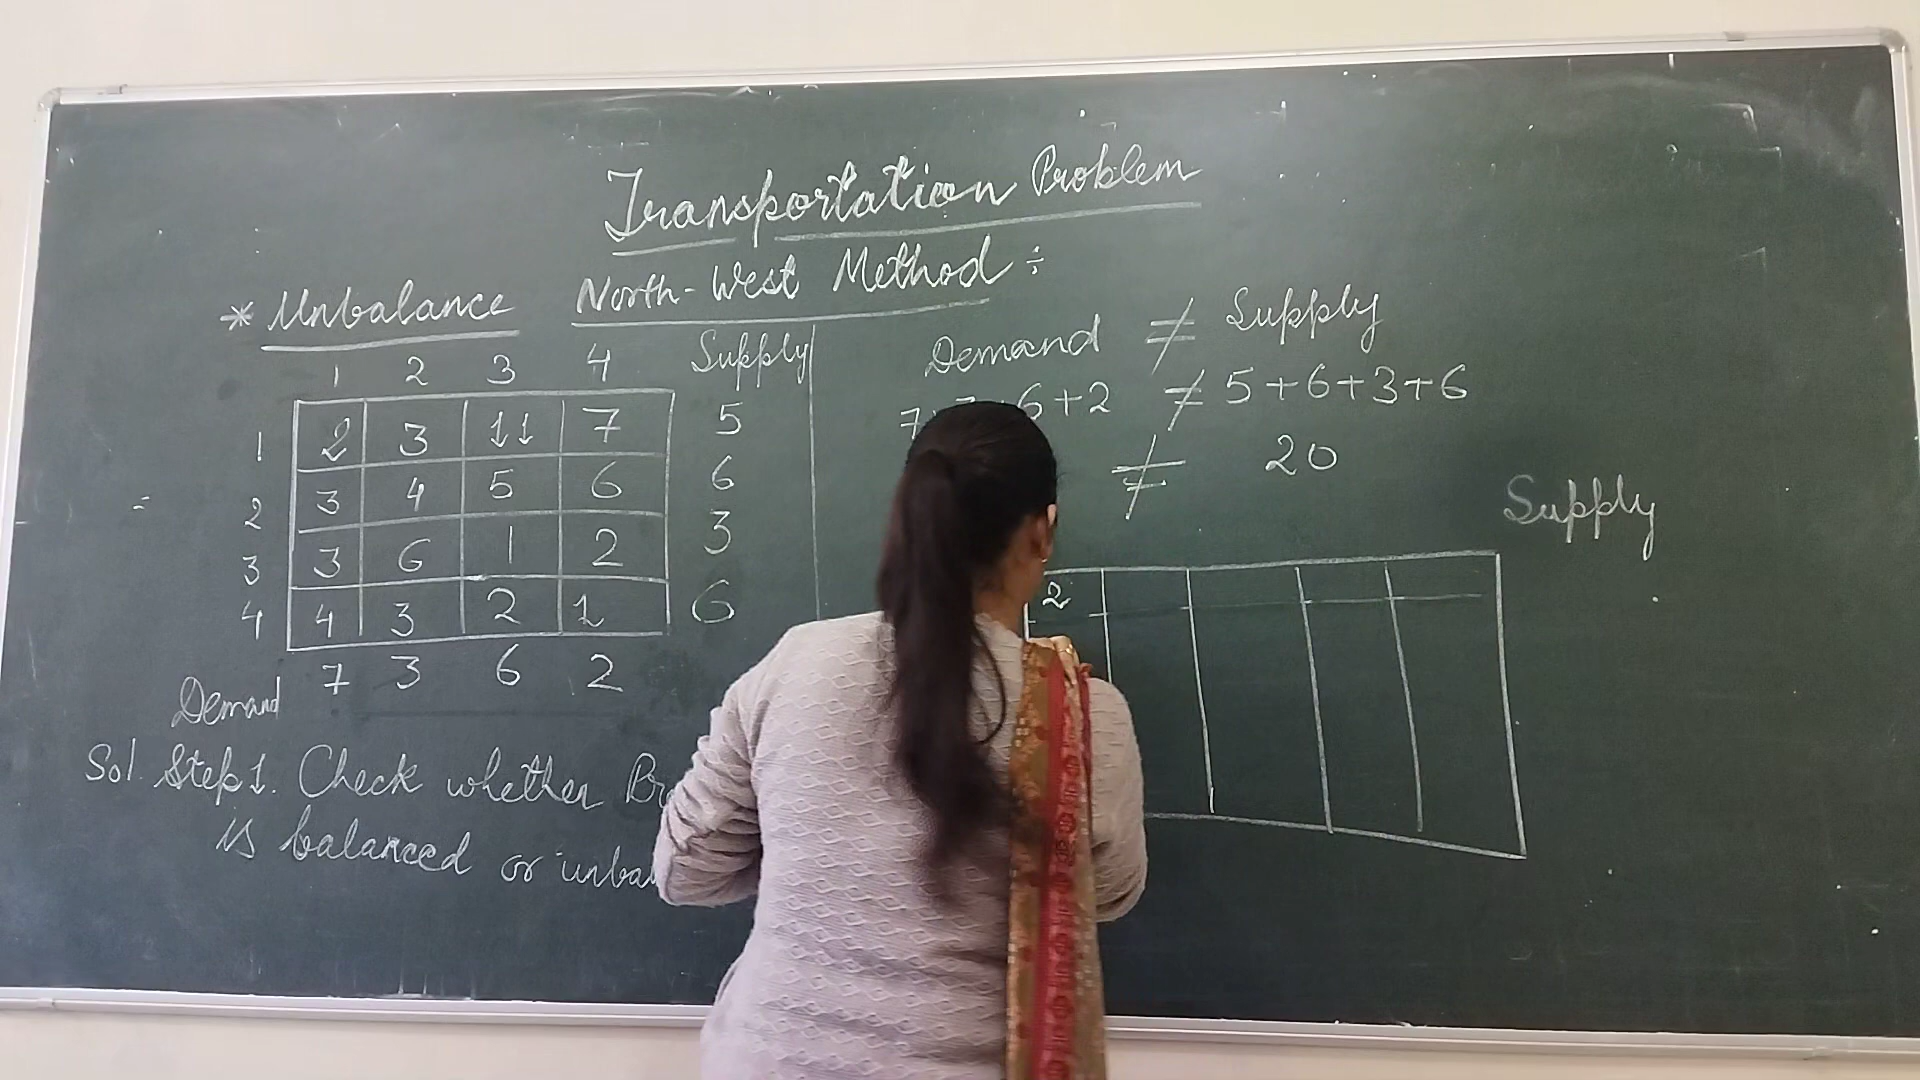 Transportation Problem
* Unbalance North-West Method ÷
1 2 3 4 Supply
1 2 3 11 7 5
2 3 4 5 6 6
3 3 6 1 2 3
4 4 3 2 1 6
Demand 7 3 6 2
Sol. Step 1. Check whether
is balanced or
Demand ≠ Supply
7 6+2 ≠ 5+6+3+6
≠ 20
Supply
2